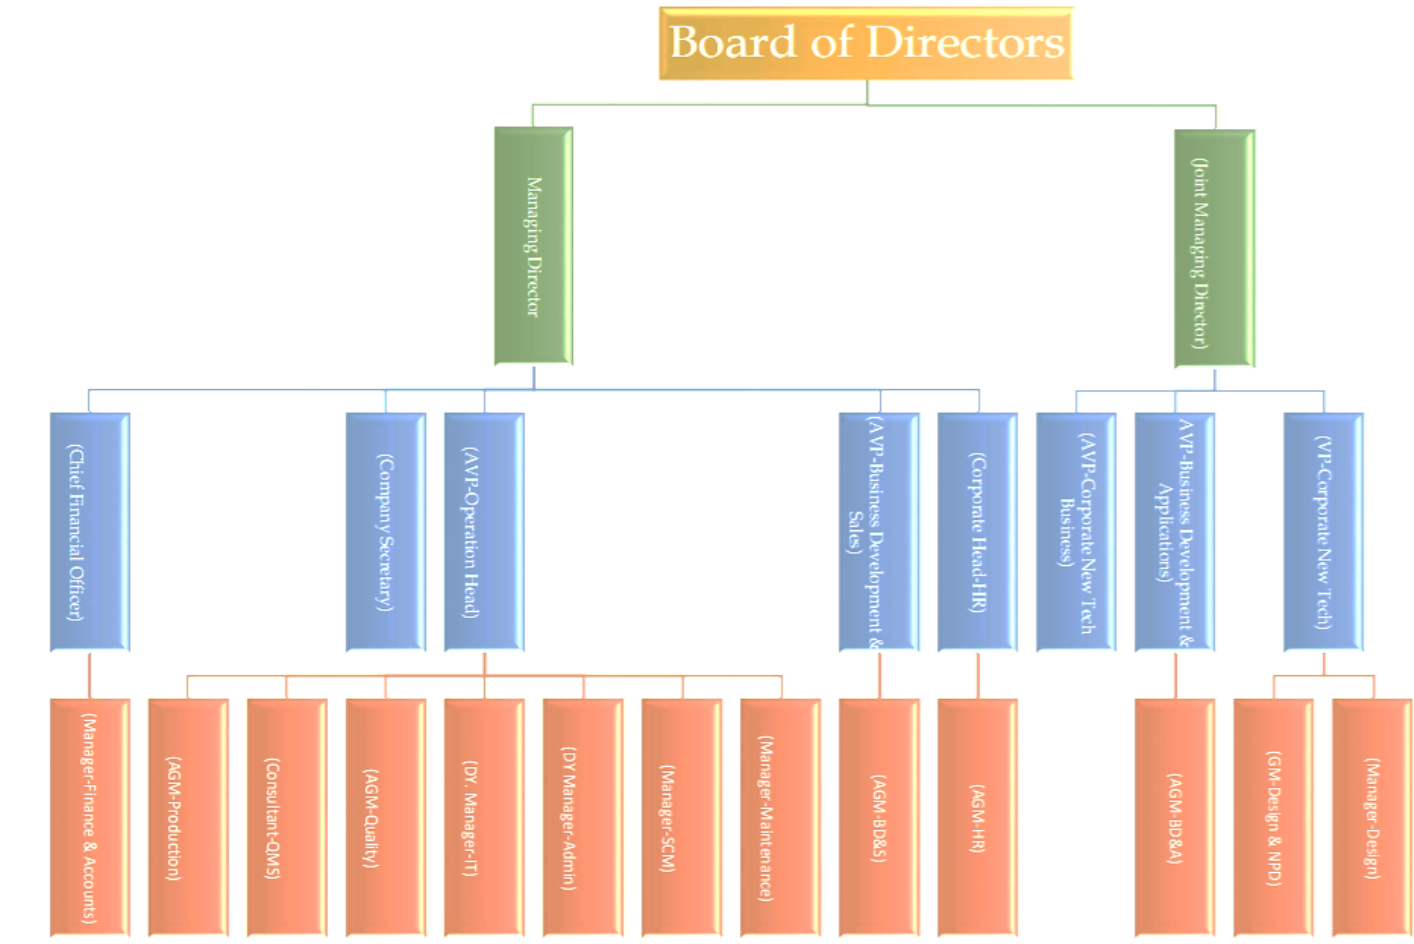 Board of Directors
Managing Director
(Joint Managing Director)
(Chief Financial Officer)
(Company Secretary)
(AVP-Operation Head)
(AVP-Business Development &
Sales)
(Corporate Head-HR)
(AVP-Corporate New Tech
Business)
AVP-Business Development &
Applications)
(VP-Corporate New Tech)
(Manager-Finance & Accounts)
(AGM-Production)
(Consultant-QMS)
(AGM-Quality)
(DY. Manager-IT)
(DY Manager-Admin)
(Manager-SCM)
(Manager-Maintenance)
(AGM-BD&S)
(AGM-HR)
(AGM-BD&A)
(GM-Design & NPD)
(Manager-Design)